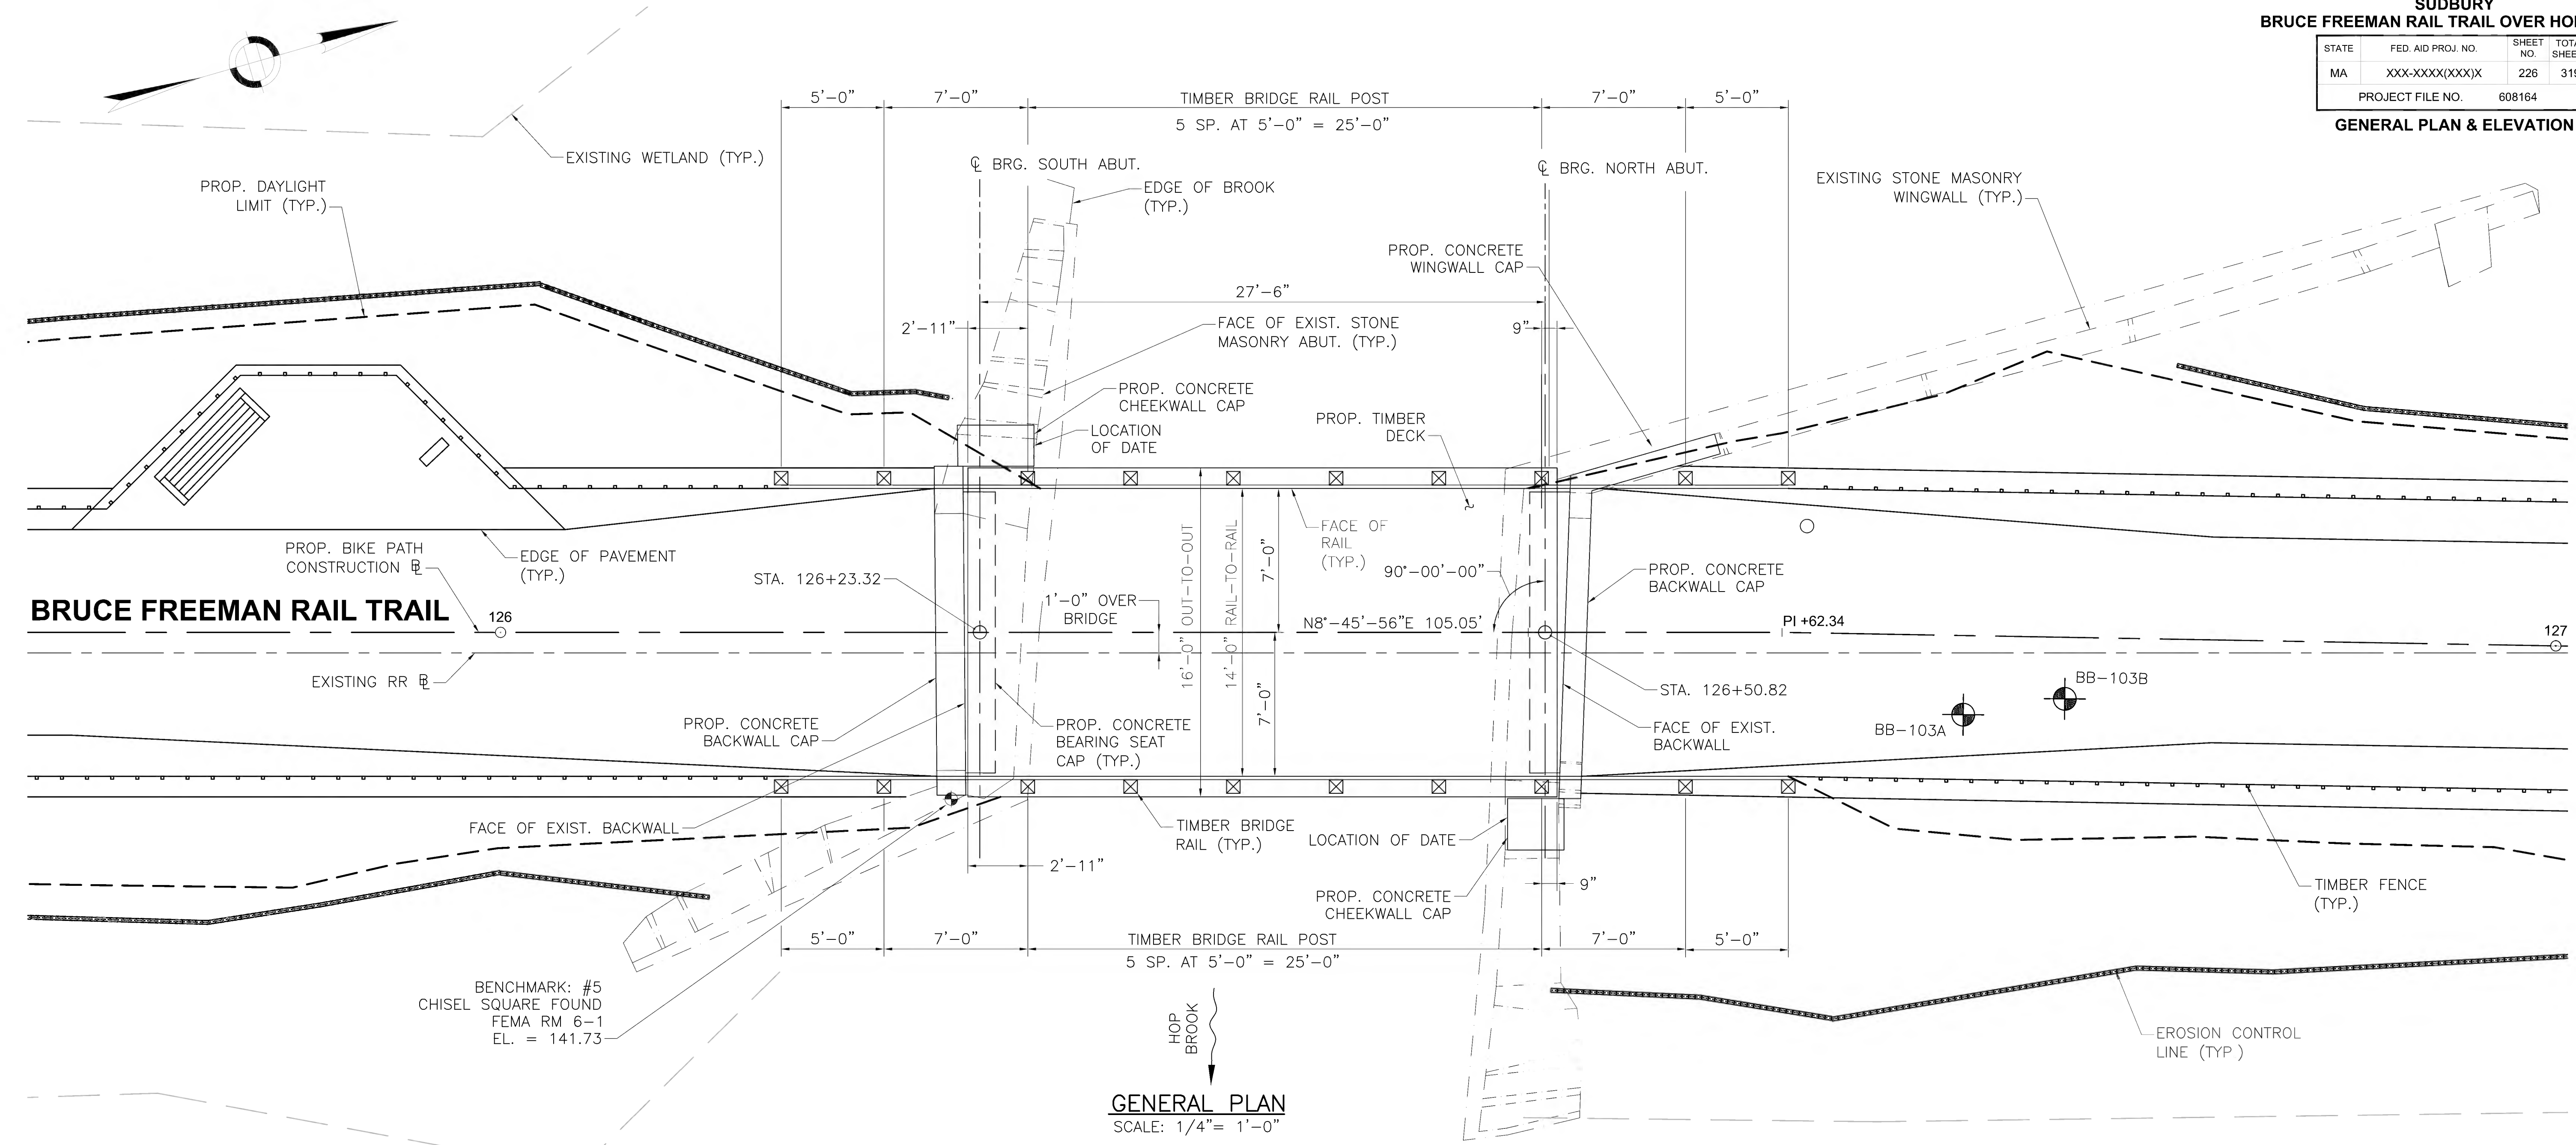 SUDBURY
BRUCE FREEMAN RAIL TRAIL OVER
STATE FED. AID PROJ. NO. SHEET NO.
MA XXX-XXXX(XXX)X 226 319
PROJECT FILE NO. 608164
GENERAL PLAN & ELEVATION
5'-0" 7'-0" TIMBER BRIDGE RAIL POST 7'-0" 5'-0"
5 SP. AT 5'-0" = 25'-0"
EXISTING WETLAND (TYP.)
℄ BRG. SOUTH ABUT.
℄ BRG. NORTH ABUT.
PROP. DAYLIGHT
LIMIT (TYP.)
EDGE OF BROOK
(TYP.)
EXISTING STONE MASONRY
WINGWALL (TYP.)
PROP. CONCRETE
WINGWALL CAP
27'-6"
2'-11"
9"
FACE OF EXIST. STONE
MASONRY ABUT. (TYP.)
PROP. CONCRETE
CHEEKWALL CAP
LOCATION
OF DATE
PROP. TIMBER
DECK
FACE OF
RAIL
(TYP.)
16'-0" OUT-TO-OUT
14'-0" RAIL-TO-RAIL
7'-0"
7'-0"
90°-00'-00"
PROP. BIKE PATH
CONSTRUCTION B̲L
EDGE OF PAVEMENT
(TYP.)
STA. 126+23.32
1'-0" OVER
BRIDGE
PROP. CONCRETE
BACKWALL CAP
BRUCE FREEMAN RAIL TRAIL
126
N8°-45'-56"E 105.05'
PI +62.34
127
EXISTING RR B̲L
STA. 126+50.82
BB-103B
BB-103A
PROP. CONCRETE
BACKWALL CAP
PROP. CONCRETE
BEARING SEAT
CAP (TYP.)
FACE OF EXIST.
BACKWALL
FACE OF EXIST. BACKWALL
TIMBER BRIDGE
RAIL (TYP.)
LOCATION OF DATE
2'-11"
9"
PROP. CONCRETE
CHEEKWALL CAP
TIMBER FENCE
(TYP.)
5'-0" 7'-0" TIMBER BRIDGE RAIL POST 7'-0" 5'-0"
5 SP. AT 5'-0" = 25'-0"
BENCHMARK: #5
CHISEL SQUARE FOUND
FEMA RM 6-1
EL. = 141.73
HOP
BROOK
EROSION CONTROL
LINE (TYP )
GENERAL PLAN
SCALE: 1/4"= 1'-0"